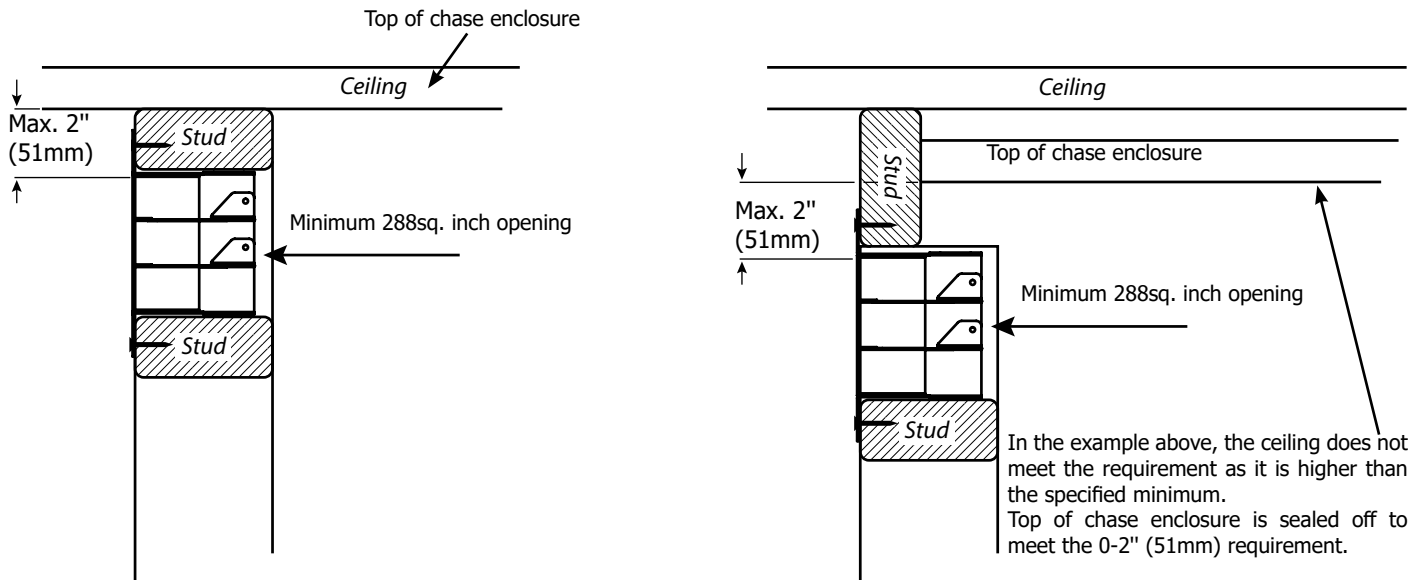 Top of chase enclosure
Ceiling
Max. 2"
(51mm)
Stud
Minimum 288sq. inch opening
Stud
Ceiling
Top of chase enclosure
Stud
Max. 2"
(51mm)
Minimum 288sq. inch opening
Stud
In the example above, the ceiling does not
meet the requirement as it is higher than
the specified minimum.
Top of chase enclosure is sealed off to
meet the 0-2" (51mm) requirement.